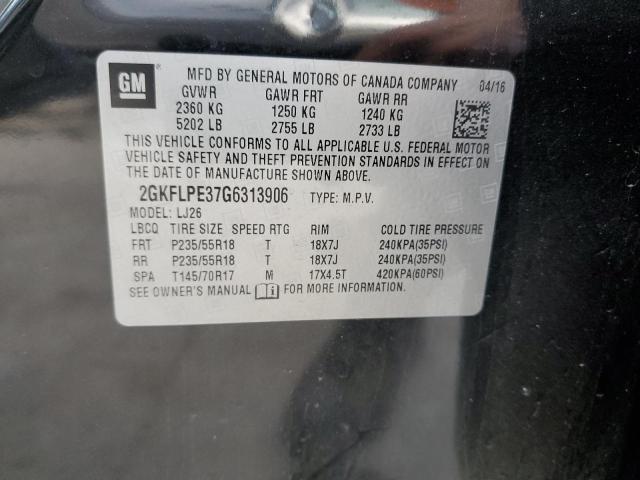 GM
MFD BY GENERAL MOTORS OF CANADA COMPANY 04/16
GVWR GAWR FRT GAWR RR
2360 KG 1250 KG 1240 KG
5202 LB 2755 LB 2733 LB
THIS VEHICLE CONFORMS TO ALL APPLICABLE U.S. FEDERAL MOTOR
VEHICLE SAFETY AND THEFT PREVENTION STANDARDS IN EFFECT ON
THE DATE OF MANUFACTURE SHOWN ABOVE.
2GKFLPE37G6313906 TYPE: M.P.V.
MODEL: LJ26
LBCQ TIRE SIZE SPEED RTG RIM COLD TIRE PRESSURE
FRT P235/55R18 T 18X7J 240KPA(35PSI)
RR P235/55R18 T 18X7J 240KPA(35PSI)
SPA T145/70R17 M 17X4.5T 420KPA(60PSI)
SEE OWNER'S MANUAL FOR MORE INFORMATION.